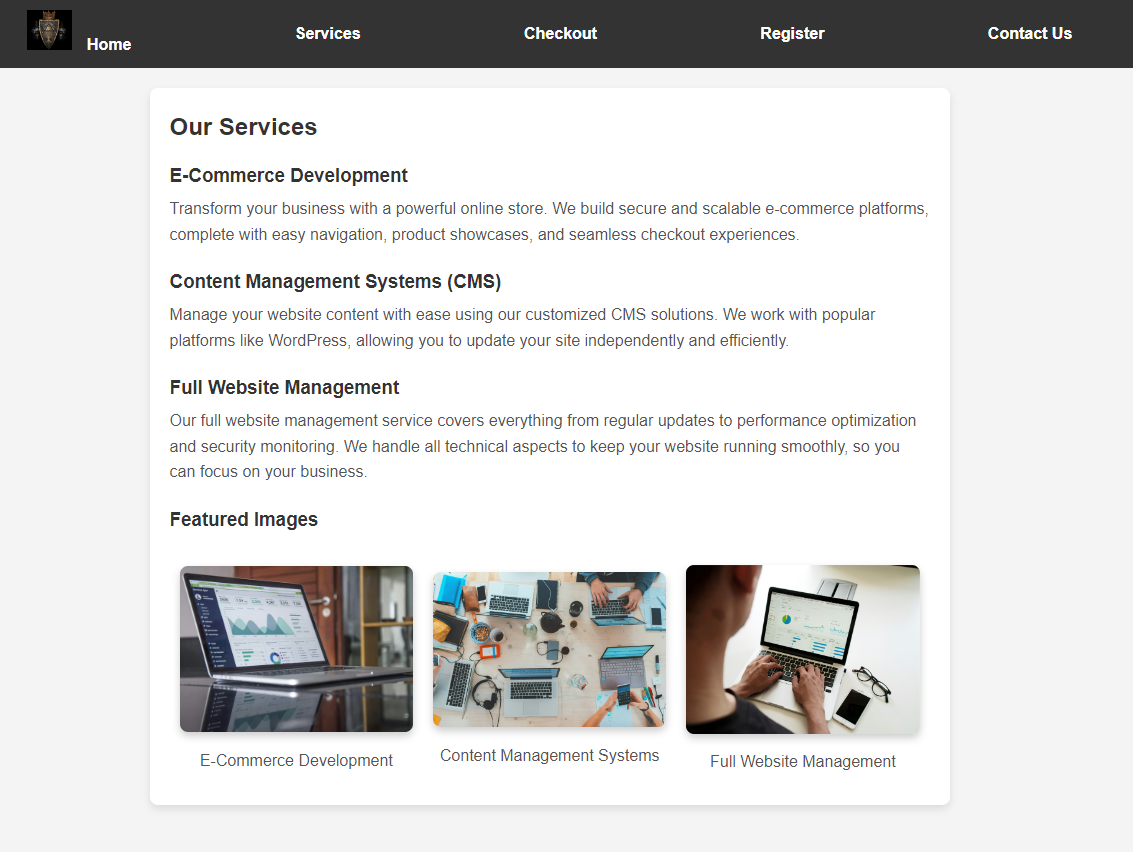 Home Services Checkout Register Contact Us
Our Services
E-Commerce Development
Transform your business with a powerful online store. We build secure and scalable e-commerce platforms,
complete with easy navigation, product showcases, and seamless checkout experiences.
Content Management Systems (CMS)
Manage your website content with ease using our customized CMS solutions. We work with popular
platforms like WordPress, allowing you to update your site independently and efficiently.
Full Website Management
Our full website management service covers everything from regular updates to performance optimization
and security monitoring. We handle all technical aspects to keep your website running smoothly, so you
can focus on your business.
Featured Images
E-Commerce Development
Content Management Systems
Full Website Management